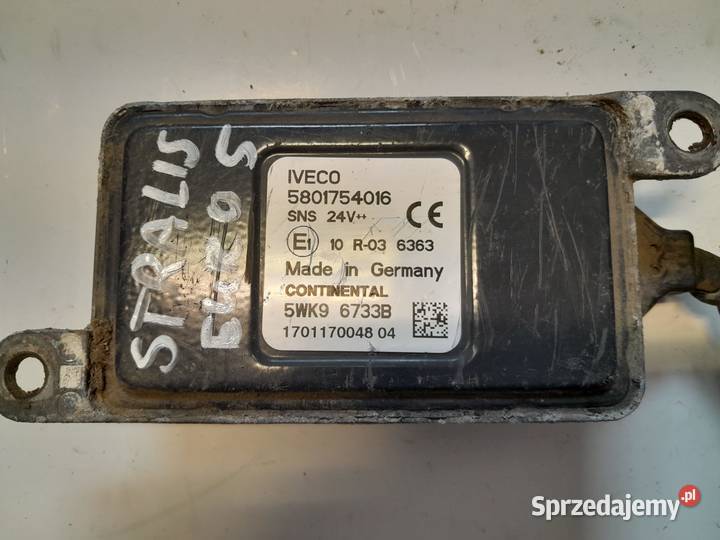 STRALIS
EURO 5
IVECO
5801754016
SNS 24V++
CE
E1 10 R-03 6363
Made in Germany
CONTINENTAL
5WK9 6733B
1701170048 04
Sprzedajemy.pl